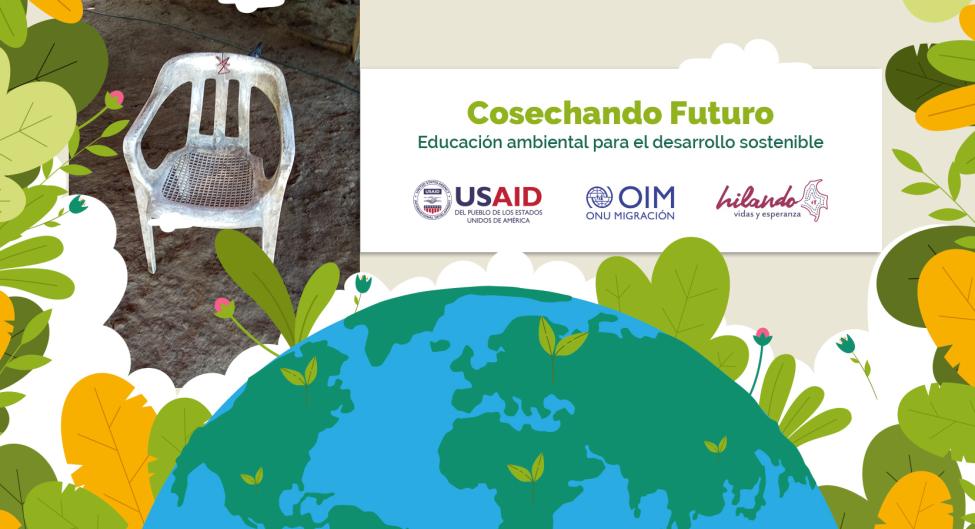 Cosechando Futuro
Educación ambiental para el desarrollo sostenible
USAID
USAID
DEL PUEBLO DE LOS ESTADOS
UNIDOS DE AMÉRICA
OIM
ONU MIGRACIÓN
hilando
vidas y esperanza